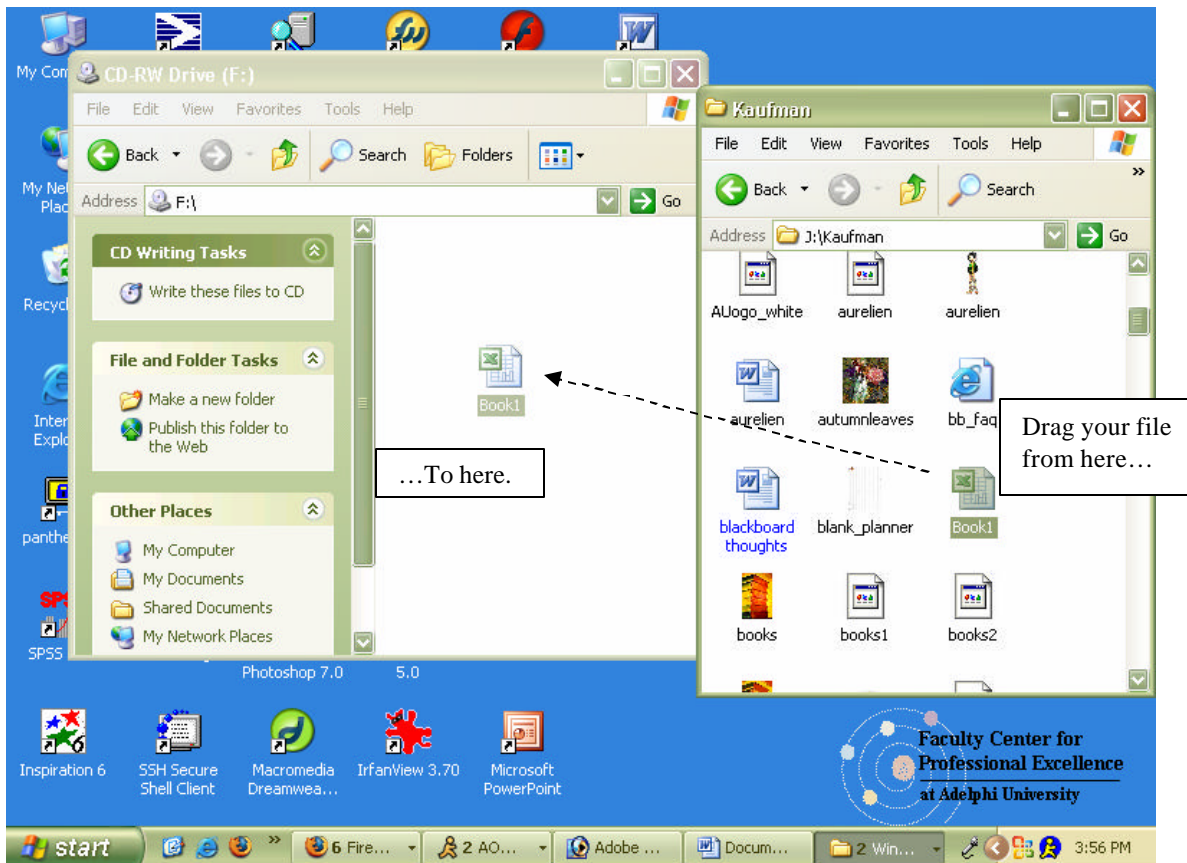 My Com
CD-RW Drive (F:)
File Edit View Favorites Tools Help
Back Search Folders
Address F:\ Go
CD Writing Tasks
Write these files to CD
File and Folder Tasks
Make a new folder
Publish this folder to
the Web
Other Places
My Computer
My Documents
Shared Documents
My Network Places
Book1
…To here.
Kaufman
File Edit View Favorites Tools Help
Back Search »
Address J:\Kaufman Go
AUogo_white aurelien aurelien
aurelien autumnleaves bb_faq
blackboard
thoughts
blank_planner Book1
books books1 books2
Drag your file
from here…
My Net
Plac
Recycl
Inter
Explo
panthe
SPS
SPSS
Photoshop 7.0 5.0
Inspiration 6
SSH Secure
Shell Client
Macromedia
Dreamwea...
IrfanView 3.70
Microsoft
PowerPoint
Faculty Center for
Professional Excellence
at Adelphi University
start » 6 Fire... 2 AO... Adobe ... Docum... 2 Win... 3:56 PM